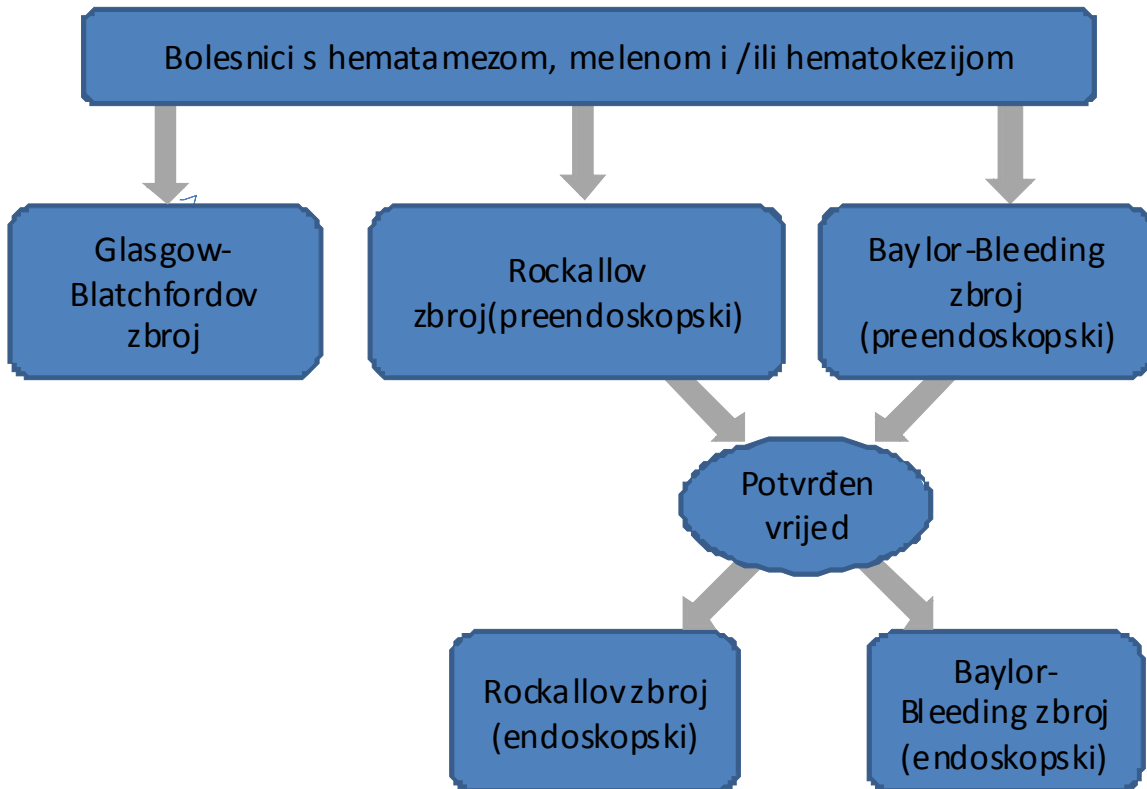 Bolesnici s hematamezom, melenom i /ili hematokezijom
Glasgow-
Blatchfordov
zbroj
Rockallov
zbroj(preendoskopski)
Baylor-Bleeding
zbroj
(preendoskopski)
Potvrđen
vrijed
Rockallov zbroj
(endoskopski)
Baylor-
Bleeding zbroj
(endoskopski)